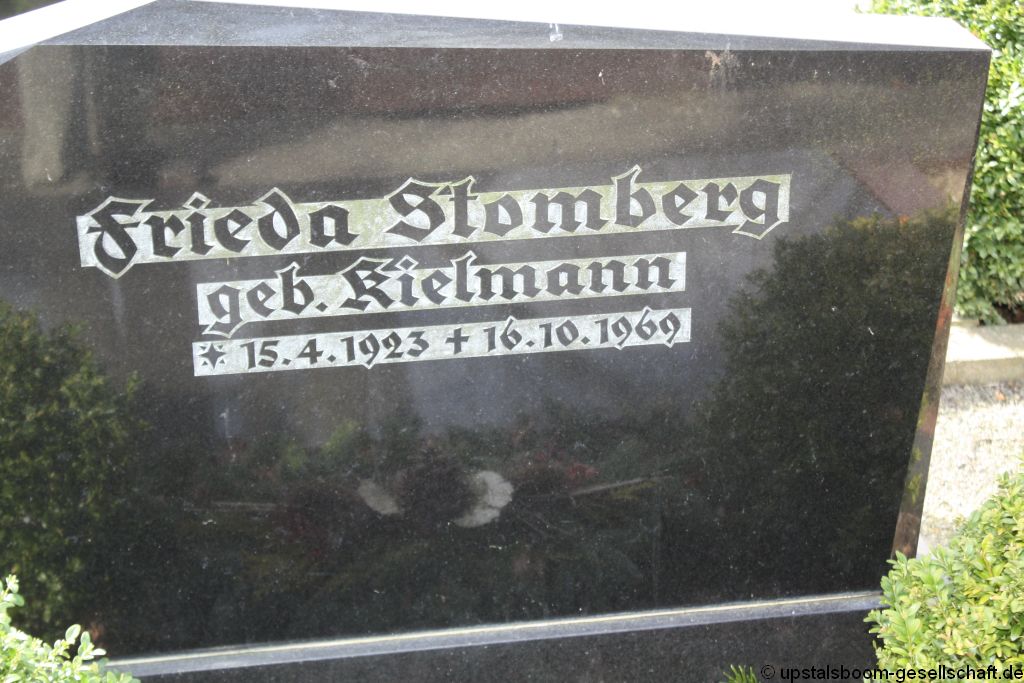 Frieda Stomberg
geb. Kielmann
* 15.4.1923 + 16.10.1969
© upstalsboom-gesellschaft.de